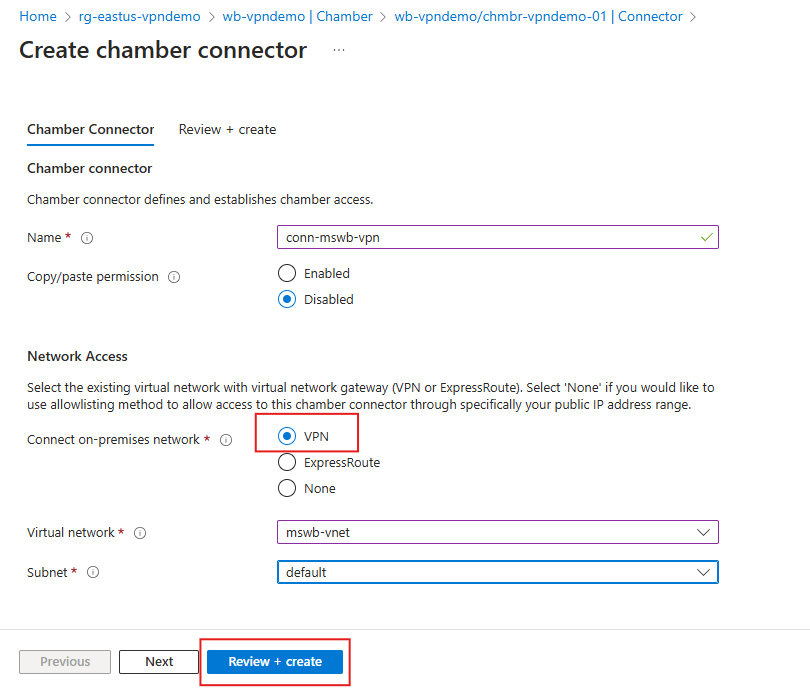 Home > rg-eastus-vpndemo > wb-vpndemo | Chamber > wb-vpndemo/chmbr-vpndemo-01 | Connector >
Create chamber connector ...
Chamber Connector Review + create
Chamber connector
Chamber connector defines and establishes chamber access.
Name * conn-mswb-vpn
Copy/paste permission Enabled
Disabled
Network Access
Select the existing virtual network with virtual network gateway (VPN or ExpressRoute). Select 'None' if you would like to
use allowlisting method to allow access to this chamber connector through specifically your public IP address range.
Connect on-premises network * VPN
ExpressRoute
None
Virtual network * mswb-vnet
Subnet * default
Previous Next Review + create